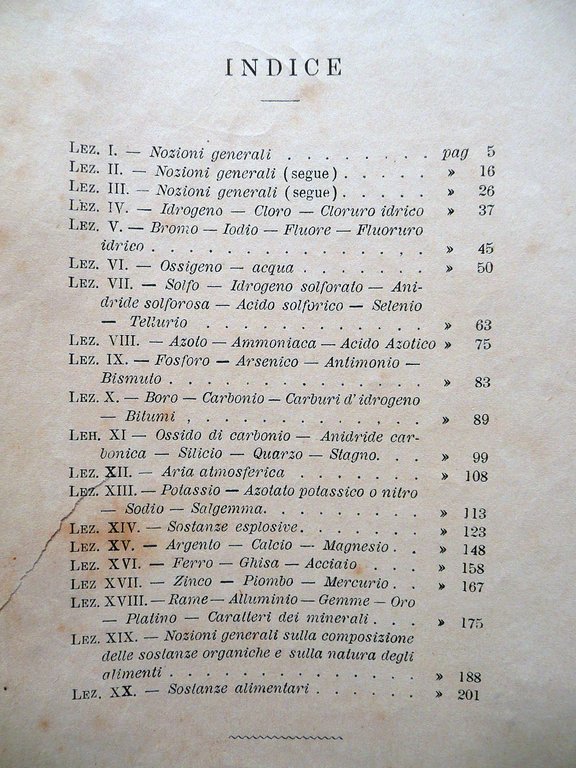 INDICE
LEZ. I. — Nozioni generali . . . . . . . . pag 5
LEZ. II. — Nozioni generali (segue) . . . . . » 16
LEZ. III. — Nozioni generali (segue) . . . . . » 26
LEZ. IV. — Idrogeno — Cloro — Cloruro idrico » 37
LEZ. V. — Bromo — Iodio — Fluore — Fluoruro
idrico . . . . . . . . . . . . . . » 45
LEZ. VI. — Ossigeno — acqua . . . . . . . » 50
LEZ. VII. — Solfo — Idrogeno solforato — Ani-
dride solforosa — Acido solforico — Selenio
— Tellurio . . . . . . . . . . . » 63
LEZ. VIII. — Azoto — Ammoniaca — Acido Azotico » 75
LEZ. IX. — Fosforo — Arsenico — Antimonio —
Bismuto . . . . . . . . . . . . . » 83
LEZ. X. — Boro — Carbonio — Carburi d'idrogeno
— Bitumi , . . . . . . . . . . . » 89
LEH. XI — Ossido di carbonio — Anidride car-
bonica — Silicio — Quarzo — Stagno. . . » 99
LEZ. XII. — Aria atmosferica . . . . . . . » 108
LEZ. XIII. — Potassio — Azotato potassico o nitro
— Sodio — Salgemma. . . . . . . . » 113
LEZ. XIV. — Sostanze esplosive. . . . . . . » 123
LEZ. XV. — Argento — Calcio — Magnesio . . » 148
LEZ. XVI. — Ferro — Ghisa — Acciaio . . . . » 158
LEZ. XVII. — Zinco — Piombo — Mercurio . . » 167
LEZ. XVIII. — Rame — Alluminio — Gemme — Oro
— Platino — Caratteri dei minerali . . . » 175
LEZ. XIX. — Nozioni generali sulla composizione
delle sostanze organiche e sulla natura degli
alimenti . . . . . . . . . . . . . » 188
LEZ. XX. — Sostanze alimentari . . . . . . » 201